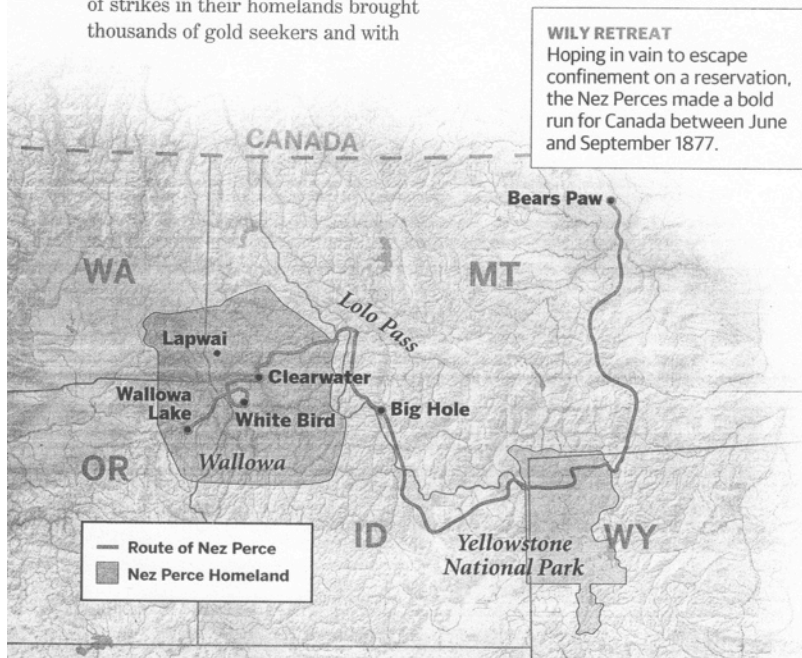 of strikes in their homelands brought
thousands of gold seekers and with
WILY RETREAT
Hoping in vain to escape
confinement on a reservation,
the Nez Perces made a bold
run for Canada between June
and September 1877.
CANADA
Bears Paw
WA
MT
Lolo Pass
Lapwai
Clearwater
Wallowa
Lake
White Bird
Big Hole
Wallowa
OR
ID
Yellowstone
National Park
WY
Route of Nez Perce
Nez Perce Homeland